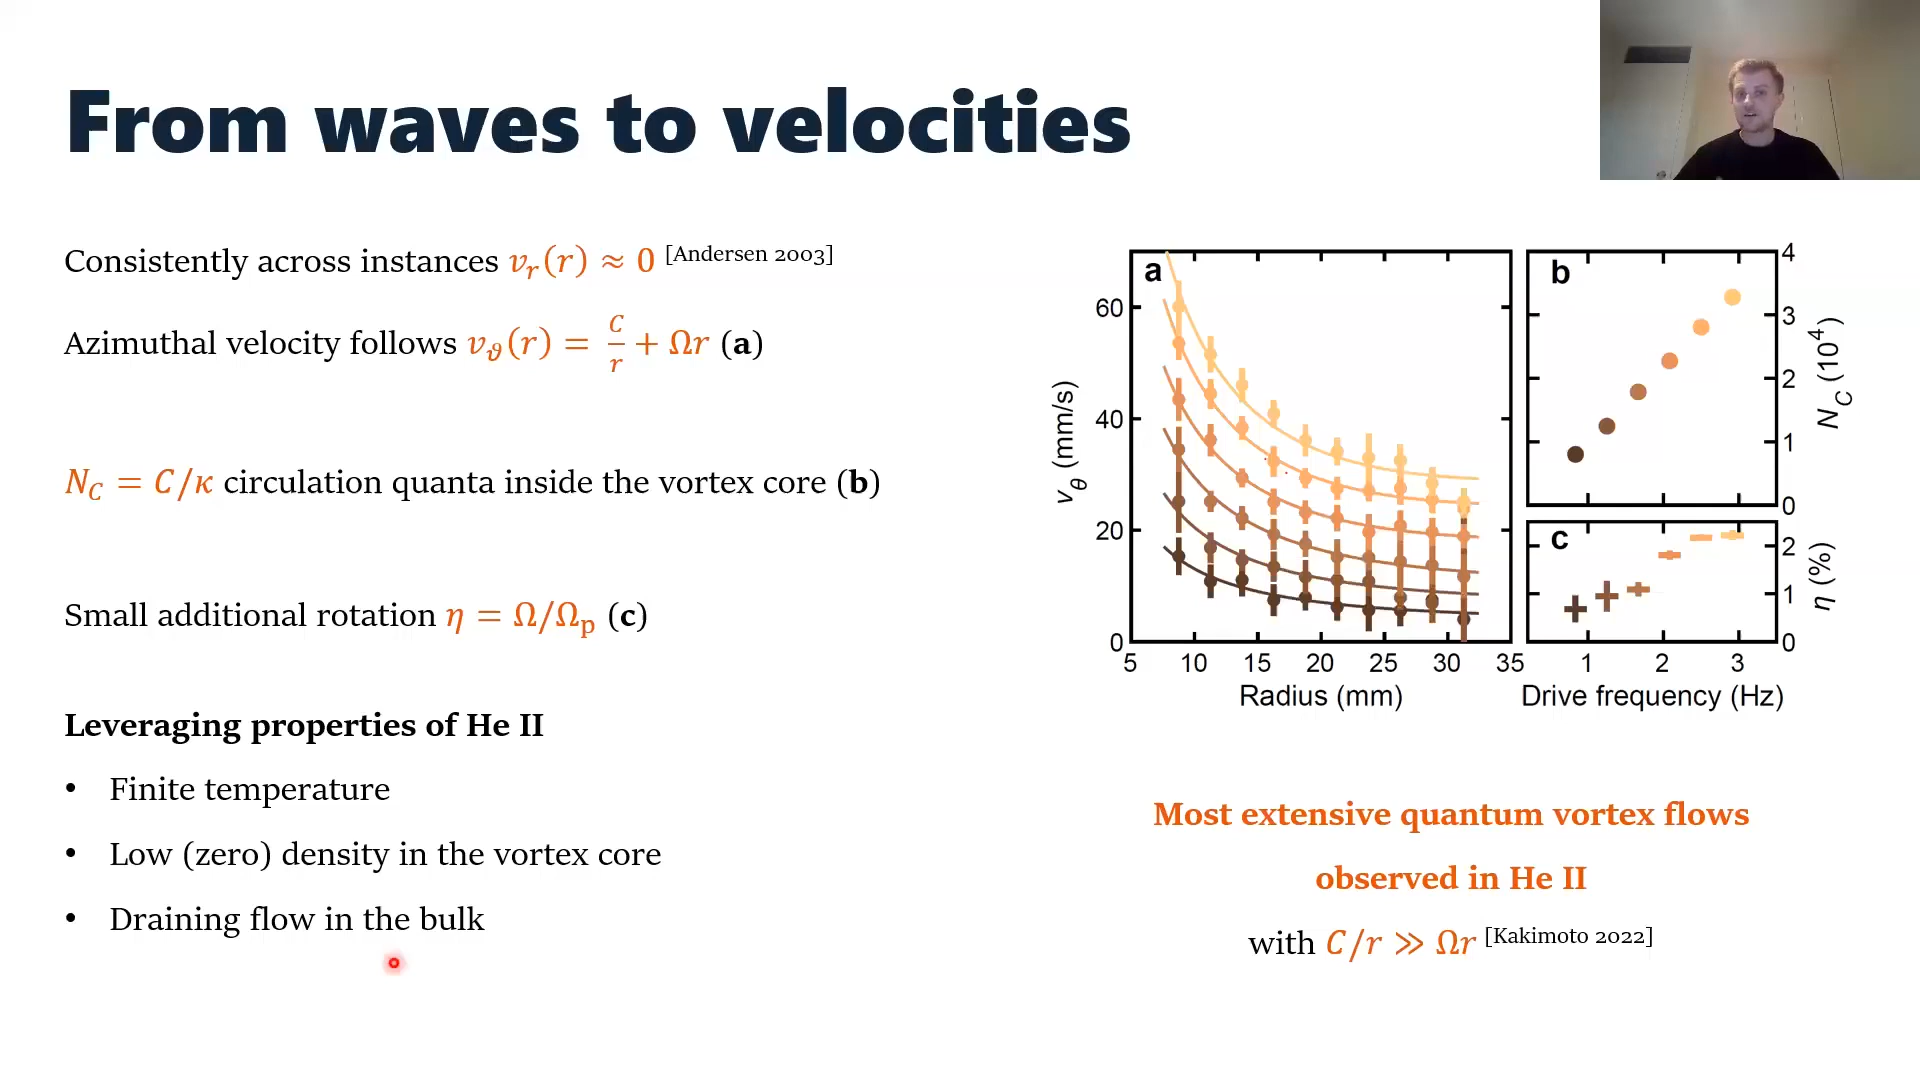 From waves to velocities
Consistently across instances v_r(r) ≈ 0 [Andersen 2003]
Azimuthal velocity follows v_ϑ(r) = C/r + Ωr (a)
N_C = C/κ circulation quanta inside the vortex core (b)
Small additional rotation η = Ω/Ω_p (c)
Leveraging properties of He II
• Finite temperature
• Low (zero) density in the vortex core
• Draining flow in the bulk
a
60
40
20
0
v_θ (mm/s)
5 10 15 20 25 30 35
Radius (mm)
b
4
3
2
1
0
N_C (10^4)
c
2
1
0
η (%)
1 2 3
Drive frequency (Hz)
Most extensive quantum vortex flows
observed in He II
with C/r ≫ Ωr [Kakimoto 2022]